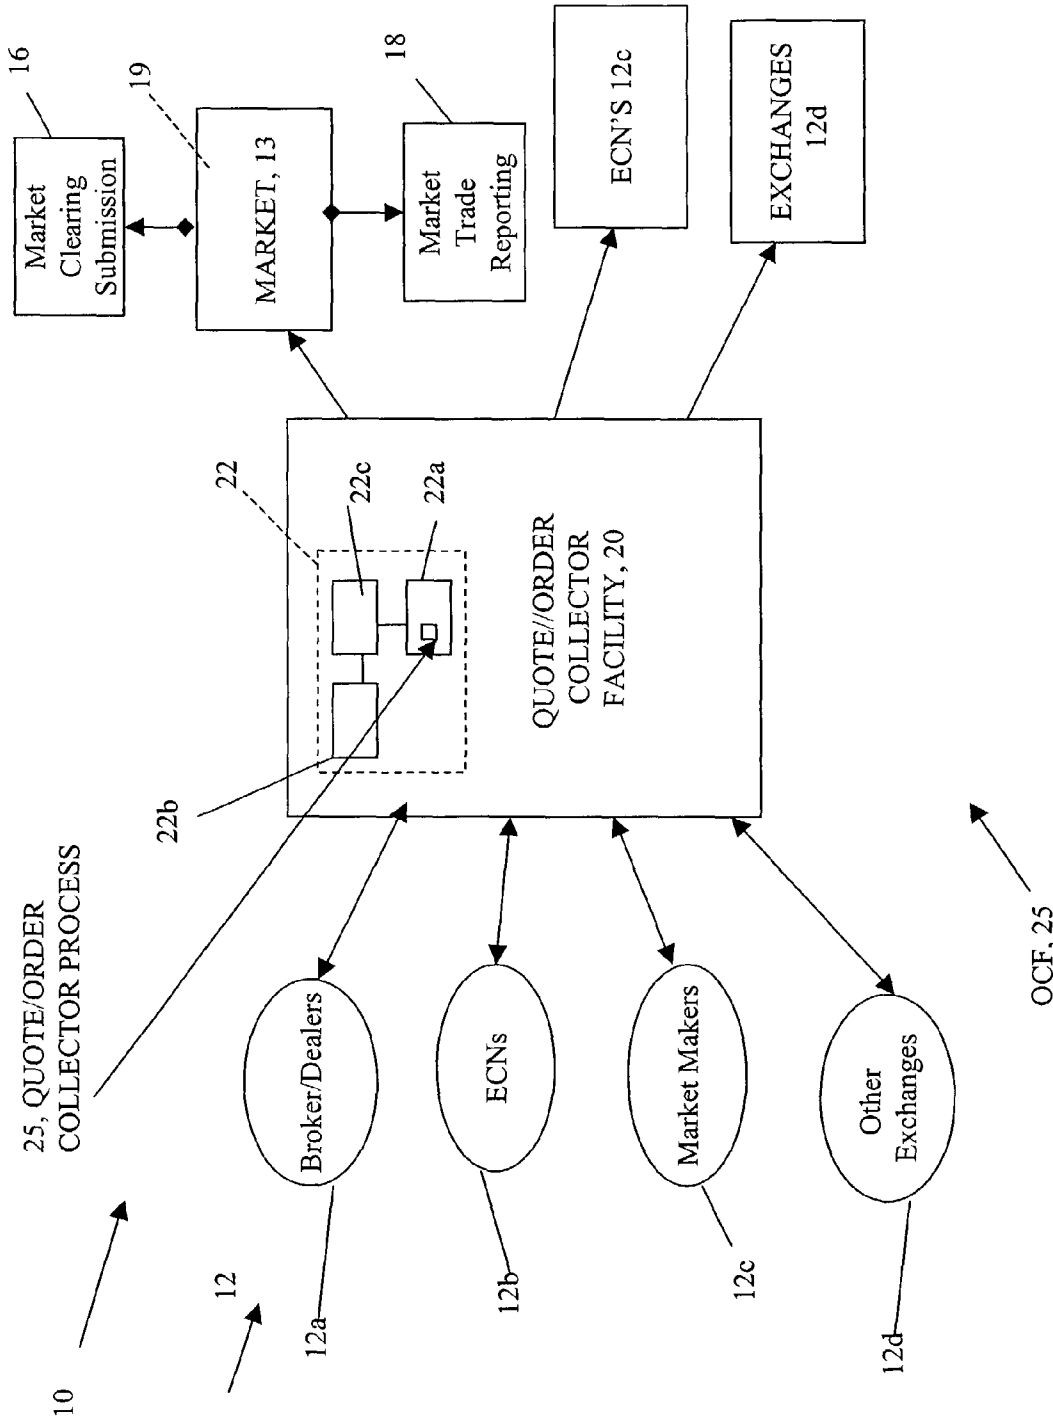 10
12
25, QUOTE/ORDER
COLLECTOR PROCESS
12a
Broker/Dealers
12b
ECNs
12c
Market Makers
12d
Other
Exchanges
22b
22
22c
22a
QUOTE//ORDER
COLLECTOR
FACILITY, 20
OCF, 25
16
Market
Clearing
Submission
19
MARKET, 13
18
Market
Trade
Reporting
ECN'S 12c
EXCHANGES
12d